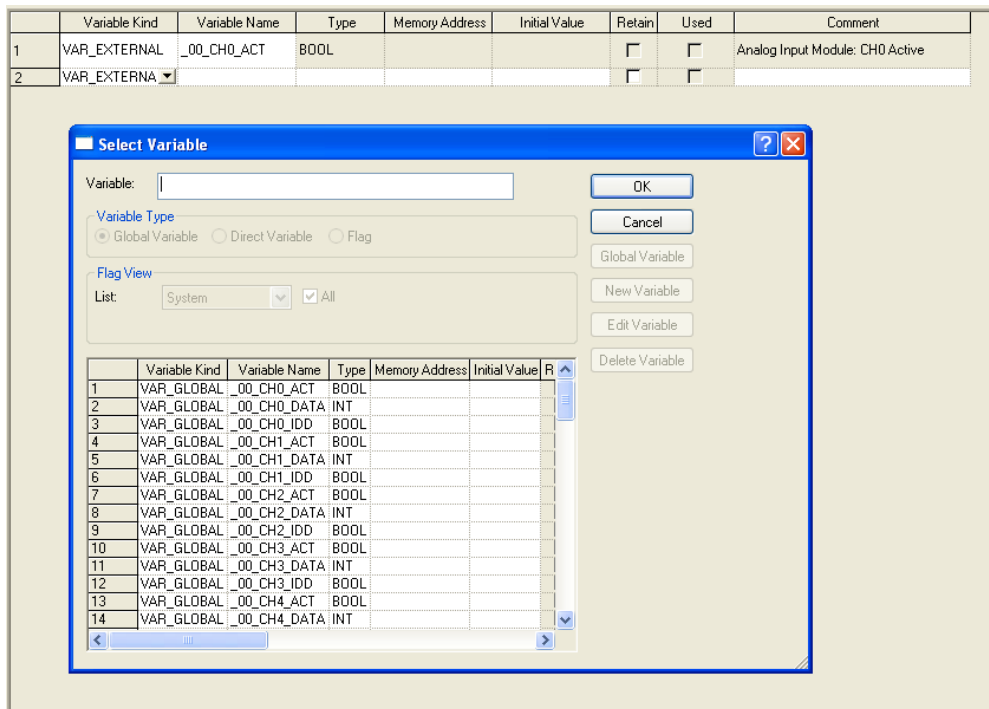 Variable Kind Variable Name Type Memory Address Initial Value Retain Used Comment
1 VAR_EXTERNAL _00_CH0_ACT BOOL Analog Input Module: CH0 Active
2 VAR_EXTERNA
Select Variable
Variable: OK
Variable Type Cancel
Global Variable Direct Variable Flag
Global Variable
Flag View
List: System All New Variable
Edit Variable
Delete Variable
Variable Kind Variable Name Type Memory Address Initial Value R
1 VAR_GLOBAL _00_CH0_ACT BOOL
2 VAR_GLOBAL _00_CH0_DATA INT
3 VAR_GLOBAL _00_CH0_IDD BOOL
4 VAR_GLOBAL _00_CH1_ACT BOOL
5 VAR_GLOBAL _00_CH1_DATA INT
6 VAR_GLOBAL _00_CH1_IDD BOOL
7 VAR_GLOBAL _00_CH2_ACT BOOL
8 VAR_GLOBAL _00_CH2_DATA INT
9 VAR_GLOBAL _00_CH2_IDD BOOL
10 VAR_GLOBAL _00_CH3_ACT BOOL
11 VAR_GLOBAL _00_CH3_DATA INT
12 VAR_GLOBAL _00_CH3_IDD BOOL
13 VAR_GLOBAL _00_CH4_ACT BOOL
14 VAR_GLOBAL _00_CH4_DATA INT